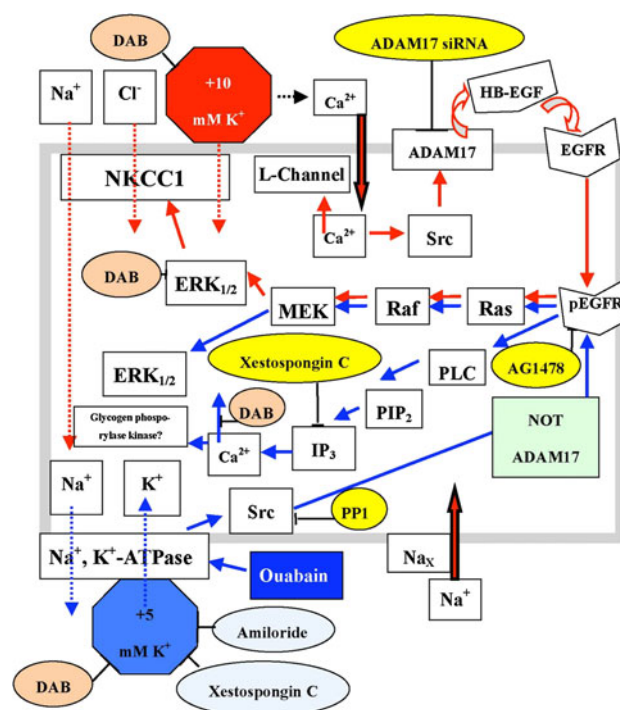 DAB
ADAM17 siRNA
Na⁺
Cl⁻
+10
mM K⁺
Ca²⁺
HB-EGF
ADAM17
EGFR
NKCC1
L-Channel
Ca²⁺
Src
DAB
ERK₁/₂
MEK
Raf
Ras
pEGFR
Xestospongin C
ERK₁/₂
PLC
AG1478
DAB
PIP₂
NOT
ADAM17
Glycogen phospo-
rylase kinase?
Ca²⁺
IP₃
Na⁺
K⁺
Src
PP1
Na⁺, K⁺-ATPase
Ouabain
Naₓ
Na⁺
+5
mM K⁺
Amiloride
DAB
Xestospongin C